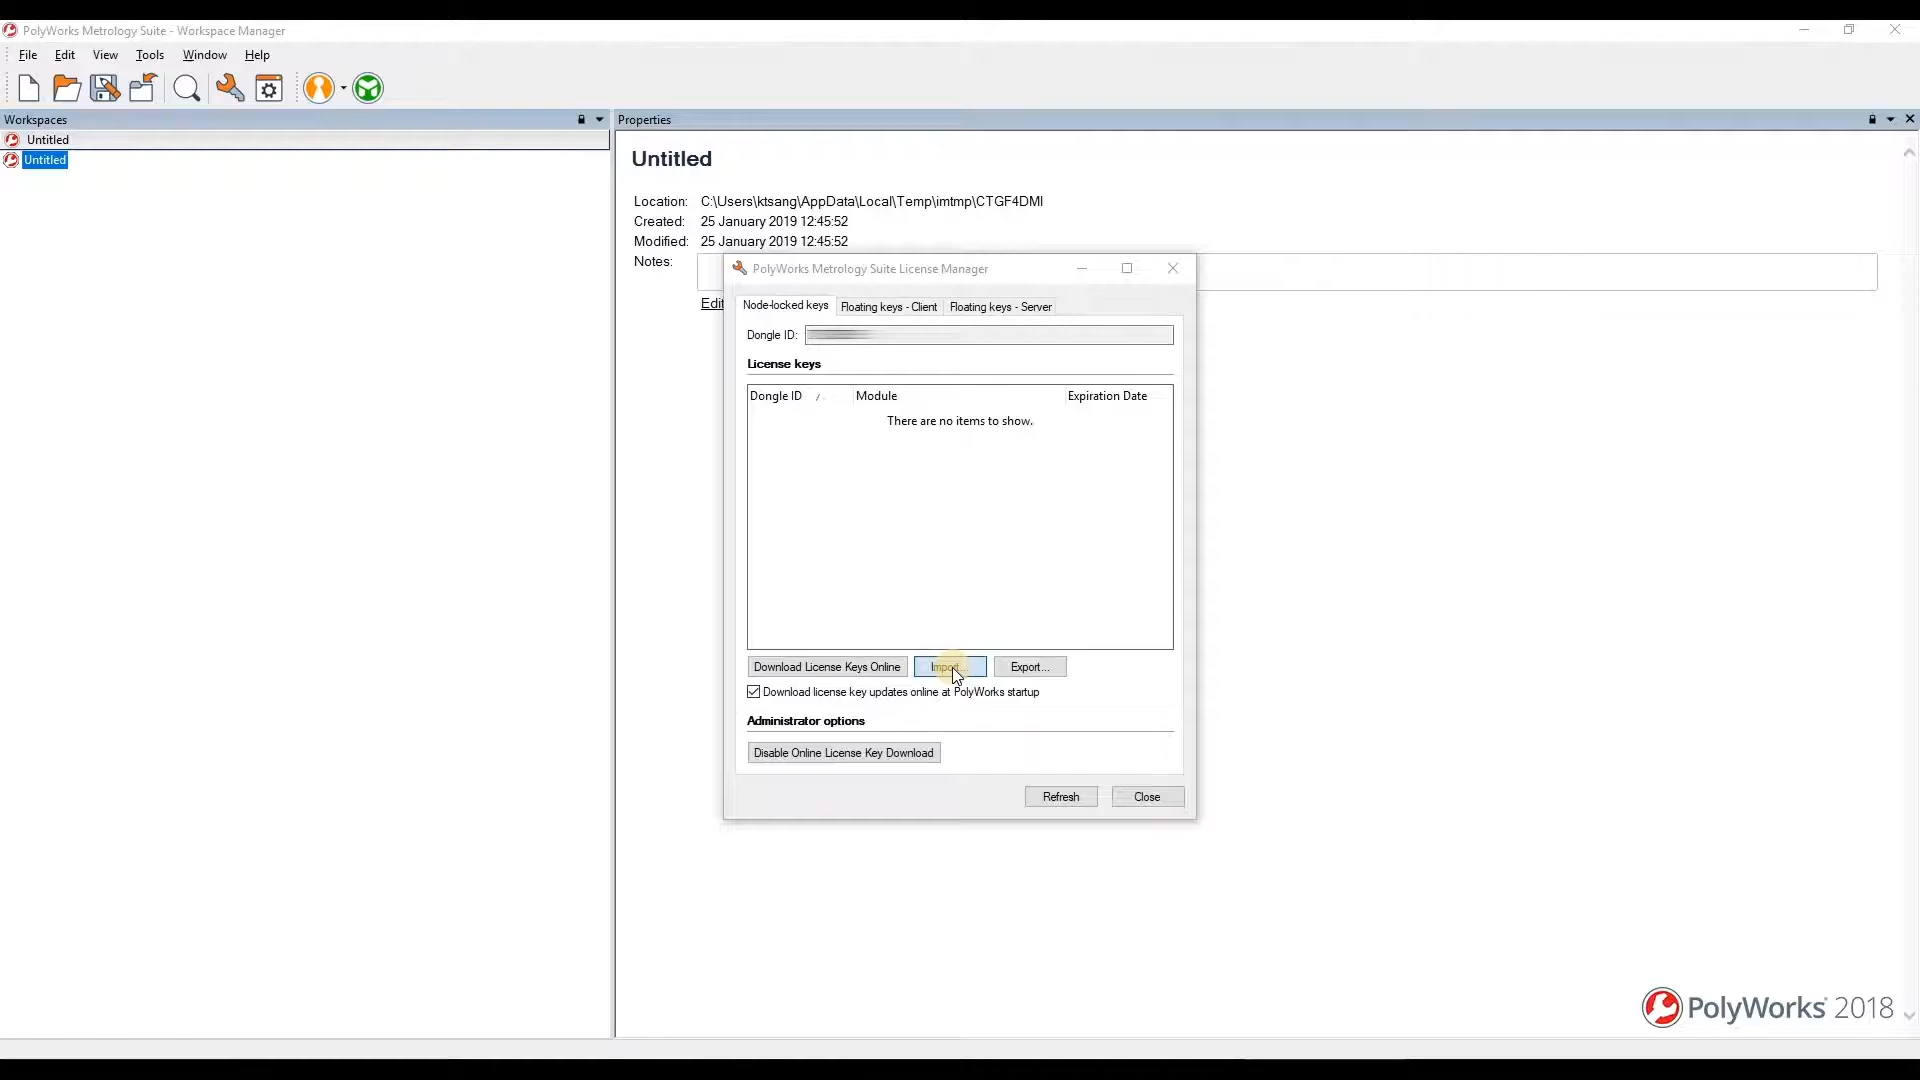 PolyWorks Metrology Suite - Workspace Manager
File Edit View Tools Window Help
Workspaces
Untitled
Untitled
Properties
Untitled
Location: C:\Users\ktsang\AppData\Local\Temp\imtmp\CTGF4DMI
Created: 25 January 2019 12:45:52
Modified: 25 January 2019 12:45:52
Notes:
Edit
PolyWorks Metrology Suite License Manager
Node-locked keys Floating keys - Client Floating keys - Server
Dongle ID:
License keys
Dongle ID Module Expiration Date
There are no items to show.
Download License Keys Online Import... Export...
Download license key updates online at PolyWorks startup
Administrator options
Disable Online License Key Download
Refresh Close
PolyWorks 2018